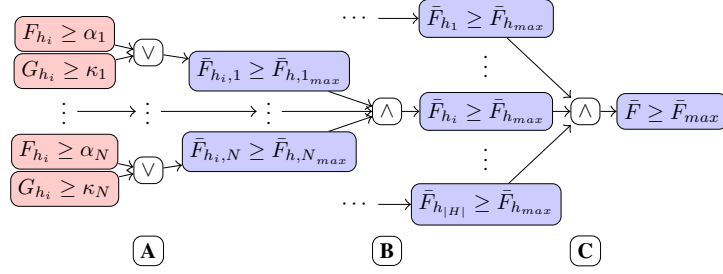 ⋯ F̄_{h_1} ≥ F̄_{h_{max}}
F_{h_i} ≥ α_1
∨
G_{h_i} ≥ κ_1
F̄_{h_i,1} ≥ F̄_{h,1_{max}}
⋮
⋮ ⋮ ⋮
∧ F̄_{h_i} ≥ F̄_{h_{max}} ∧ F̄ ≥ F̄_{max}
F_{h_i} ≥ α_N
∨
G_{h_i} ≥ κ_N
F̄_{h_i,N} ≥ F̄_{h,N_{max}}
⋮
⋯ F̄_{h_{|H|}} ≥ F̄_{h_{max}}
A B C